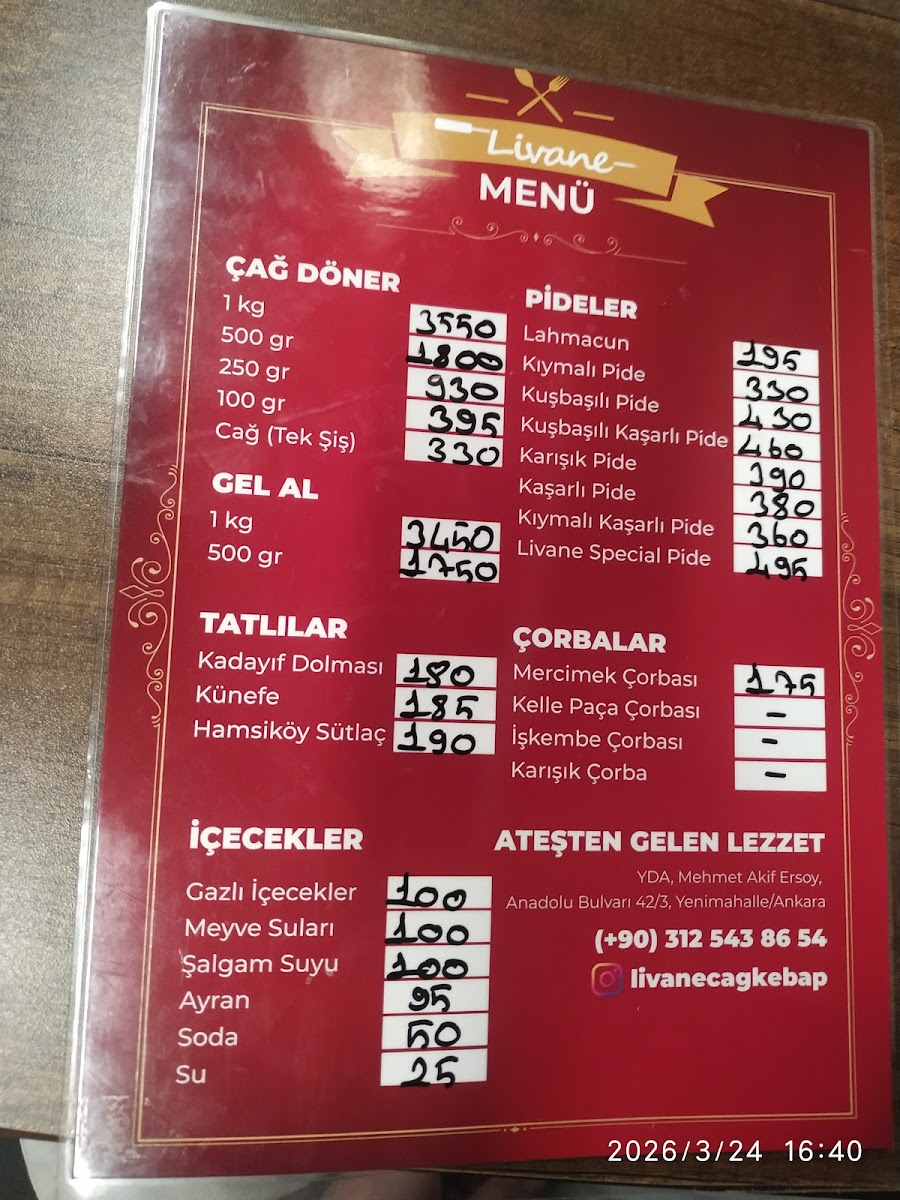 Livane
MENÜ
ÇAĞ DÖNER
1 kg 3550
500 gr 1800
250 gr 930
100 gr 395
Cağ (Tek Şiş) 330
GEL AL
1 kg 3450
500 gr 1750
TATLILAR
Kadayıf Dolması 180
Künefe 185
Hamsiköy Sütlaç 190
İÇECEKLER
Gazlı İçecekler 100
Meyve Suları 100
Şalgam Suyu 100
Ayran 95
Soda 50
Su 25
PİDELER
Lahmacun 195
Kıymalı Pide 330
Kuşbaşılı Pide 430
Kuşbaşılı Kaşarlı Pide 460
Karışık Pide
Kaşarlı Pide 380
Kıymalı Kaşarlı Pide 360
Livane Special Pide 495
ÇORBALAR
Mercimek Çorbası 175
Kelle Paça Çorbası -
İşkembe Çorbası -
Karışık Çorba -
ATEŞTEN GELEN LEZZET
YDA, Mehmet Akif Ersoy,
Anadolu Bulvarı 42/3, Yenimahalle/Ankara
(+90) 312 543 86 54
livanecagkebap
2026/3/24 16:40